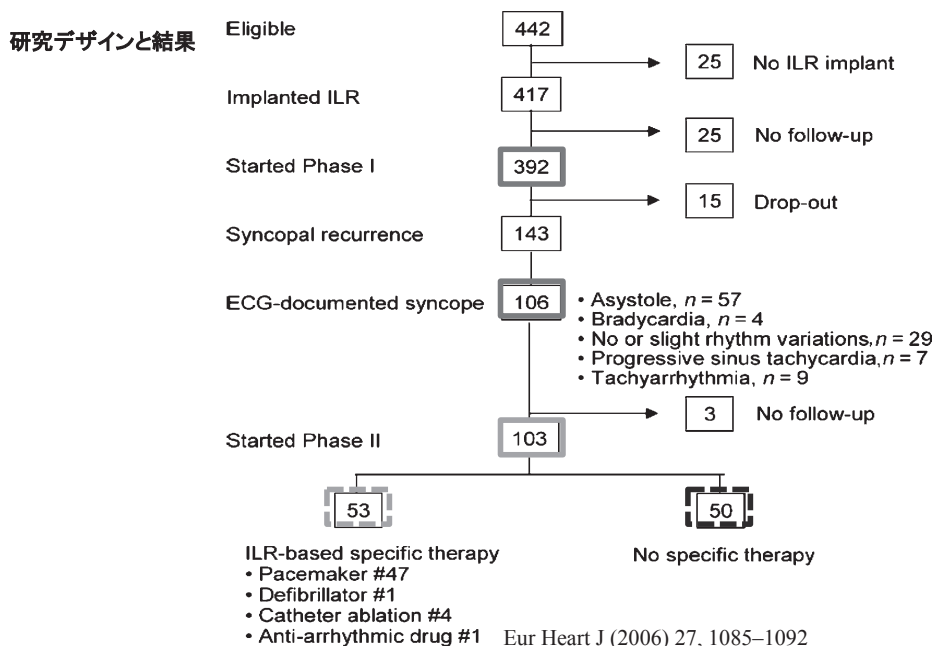 研究デザインと結果
Eligible
442
25
No ILR implant
Implanted ILR
417
25
No follow-up
Started Phase I
392
15
Drop-out
Syncopal recurrence
143
ECG-documented syncope
106
• Asystole, n = 57
• Bradycardia, n = 4
• No or slight rhythm variations, n = 29
• Progressive sinus tachycardia, n = 7
• Tachyarrhythmia, n = 9
3
No follow-up
Started Phase II
103
53
50
ILR-based specific therapy
• Pacemaker #47
• Defibrillator #1
• Catheter ablation #4
• Anti-arrhythmic drug #1
No specific therapy
Eur Heart J (2006) 27, 1085–1092